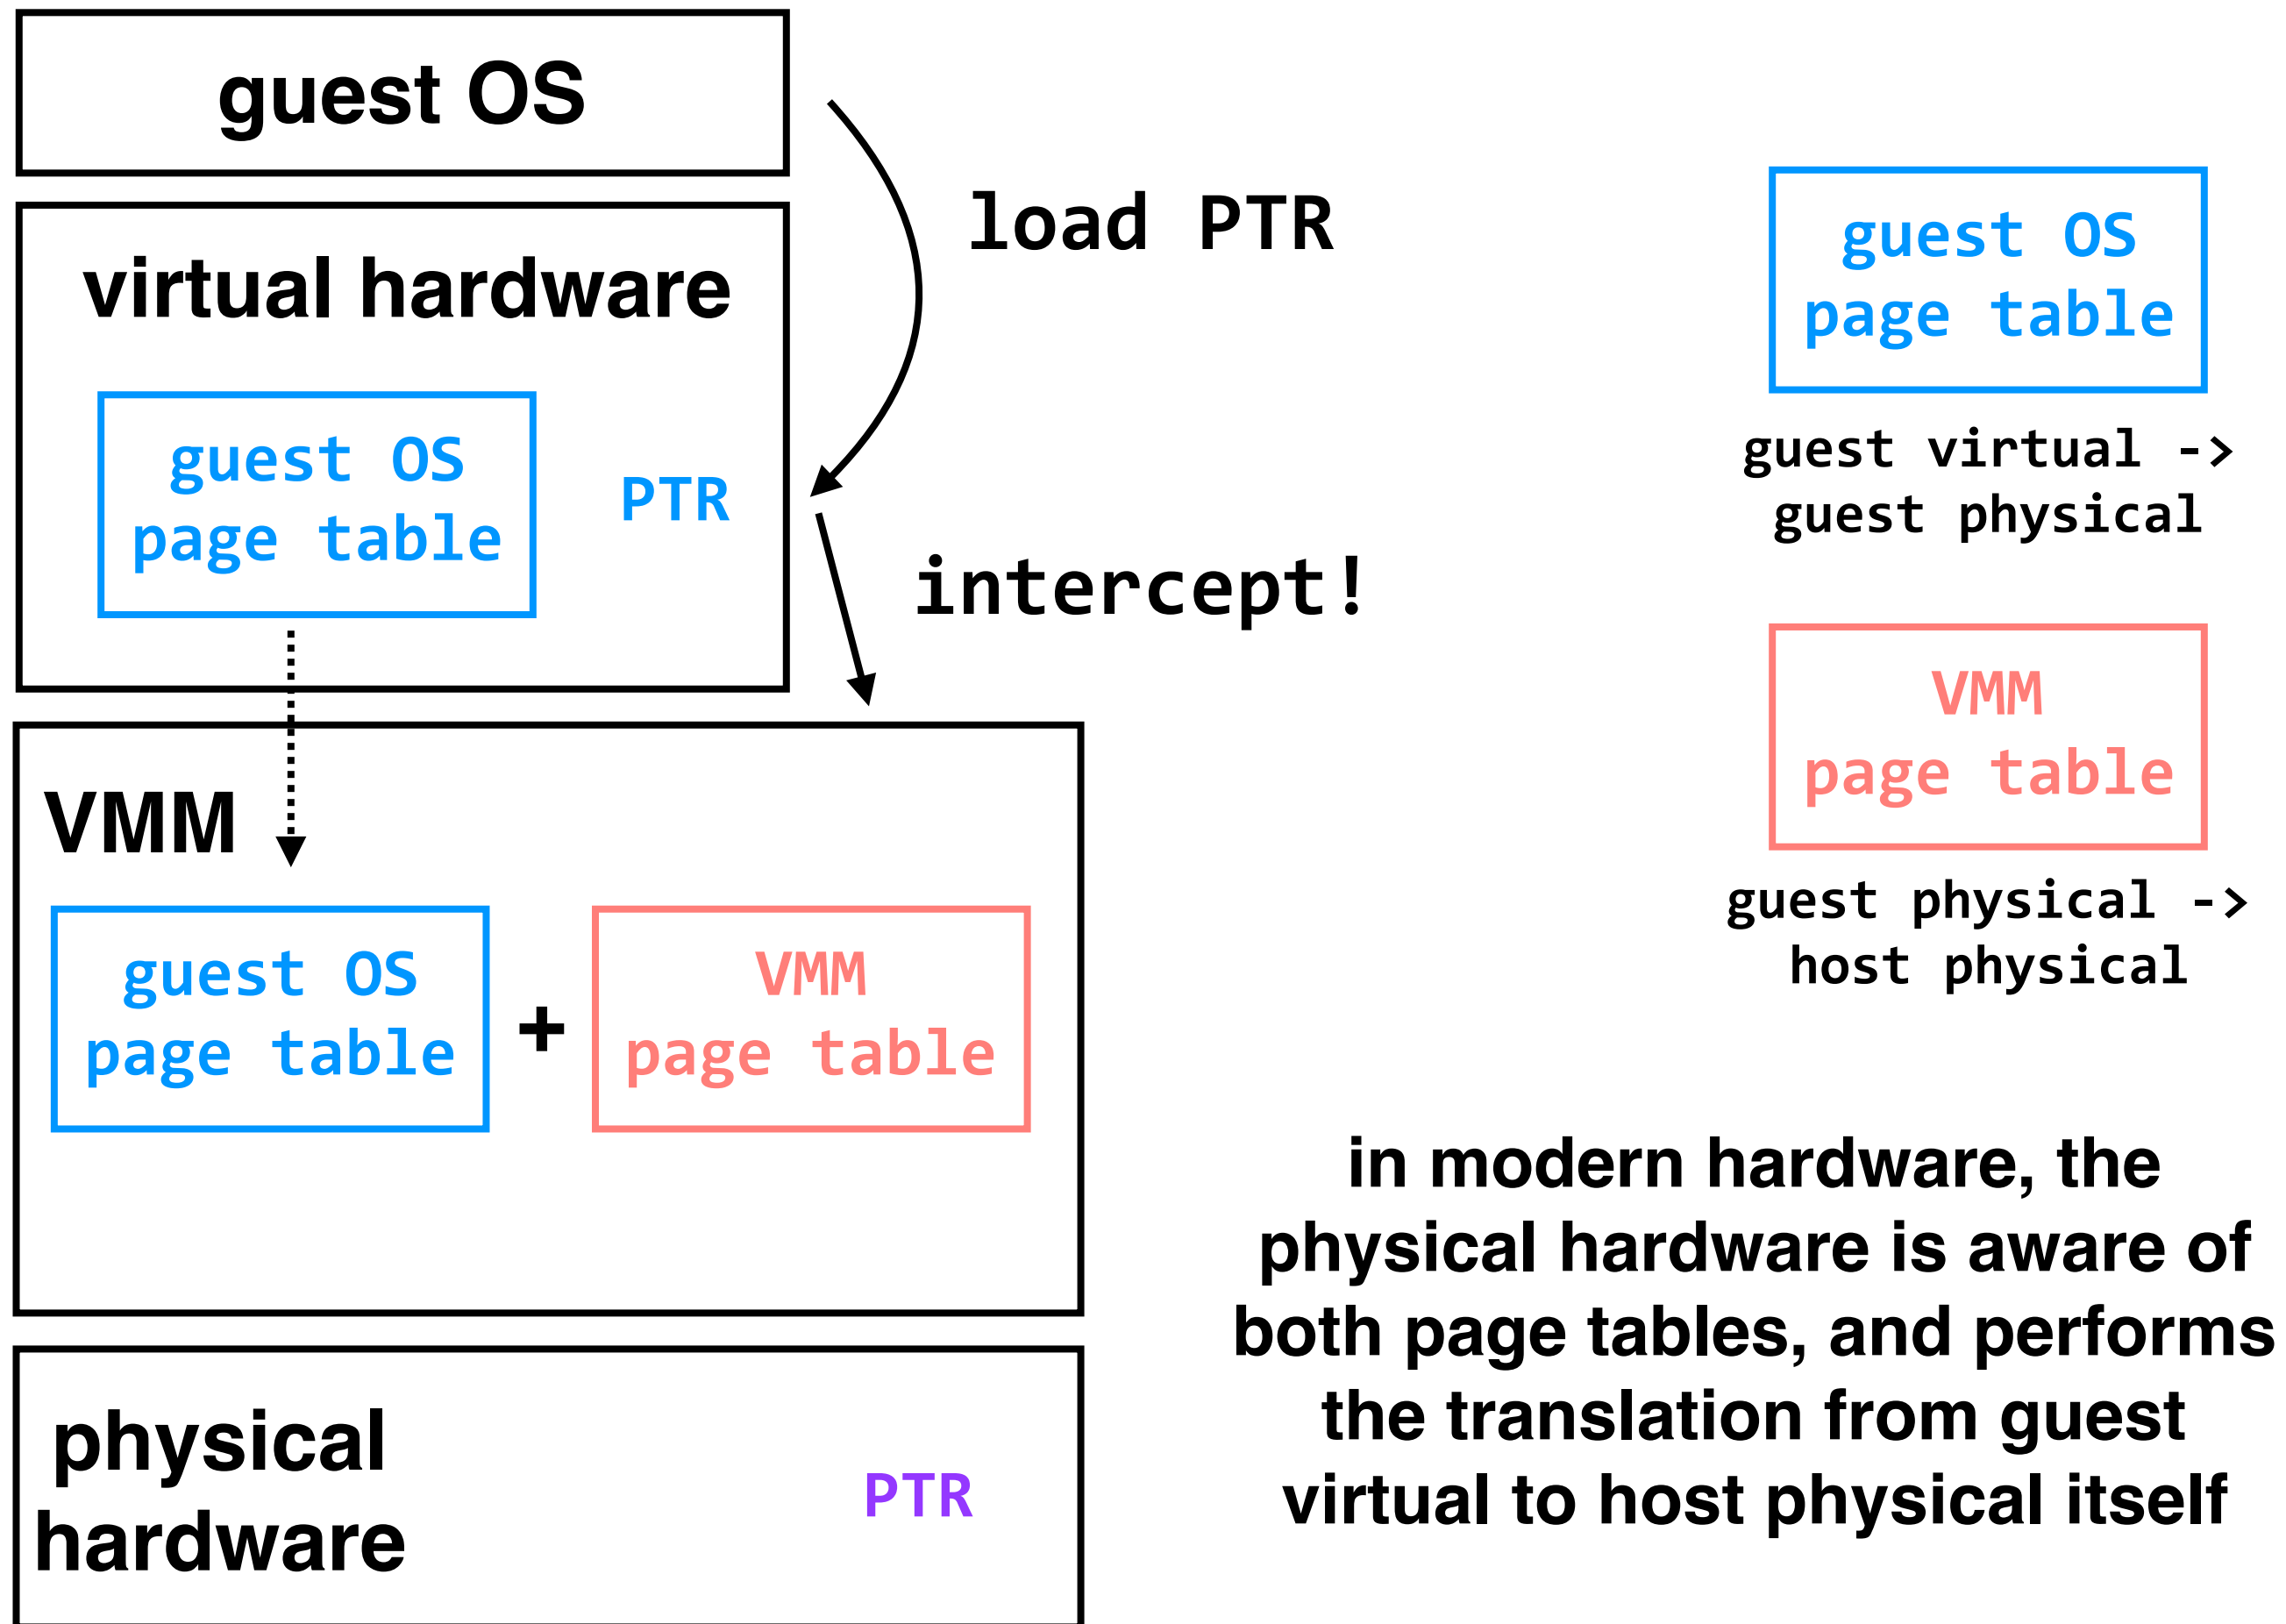 guest OS
virtual hardware
guest OS
page table
PTR
load PTR
intercept!
VMM
guest OS
page table
+
VMM
page table
physical
hardware
PTR
guest OS
page table
guest virtual ->
guest physical
VMM
page table
guest physical ->
host physical
in modern hardware, the
physical hardware is aware of
both page tables, and performs
the translation from guest
virtual to host physical itself